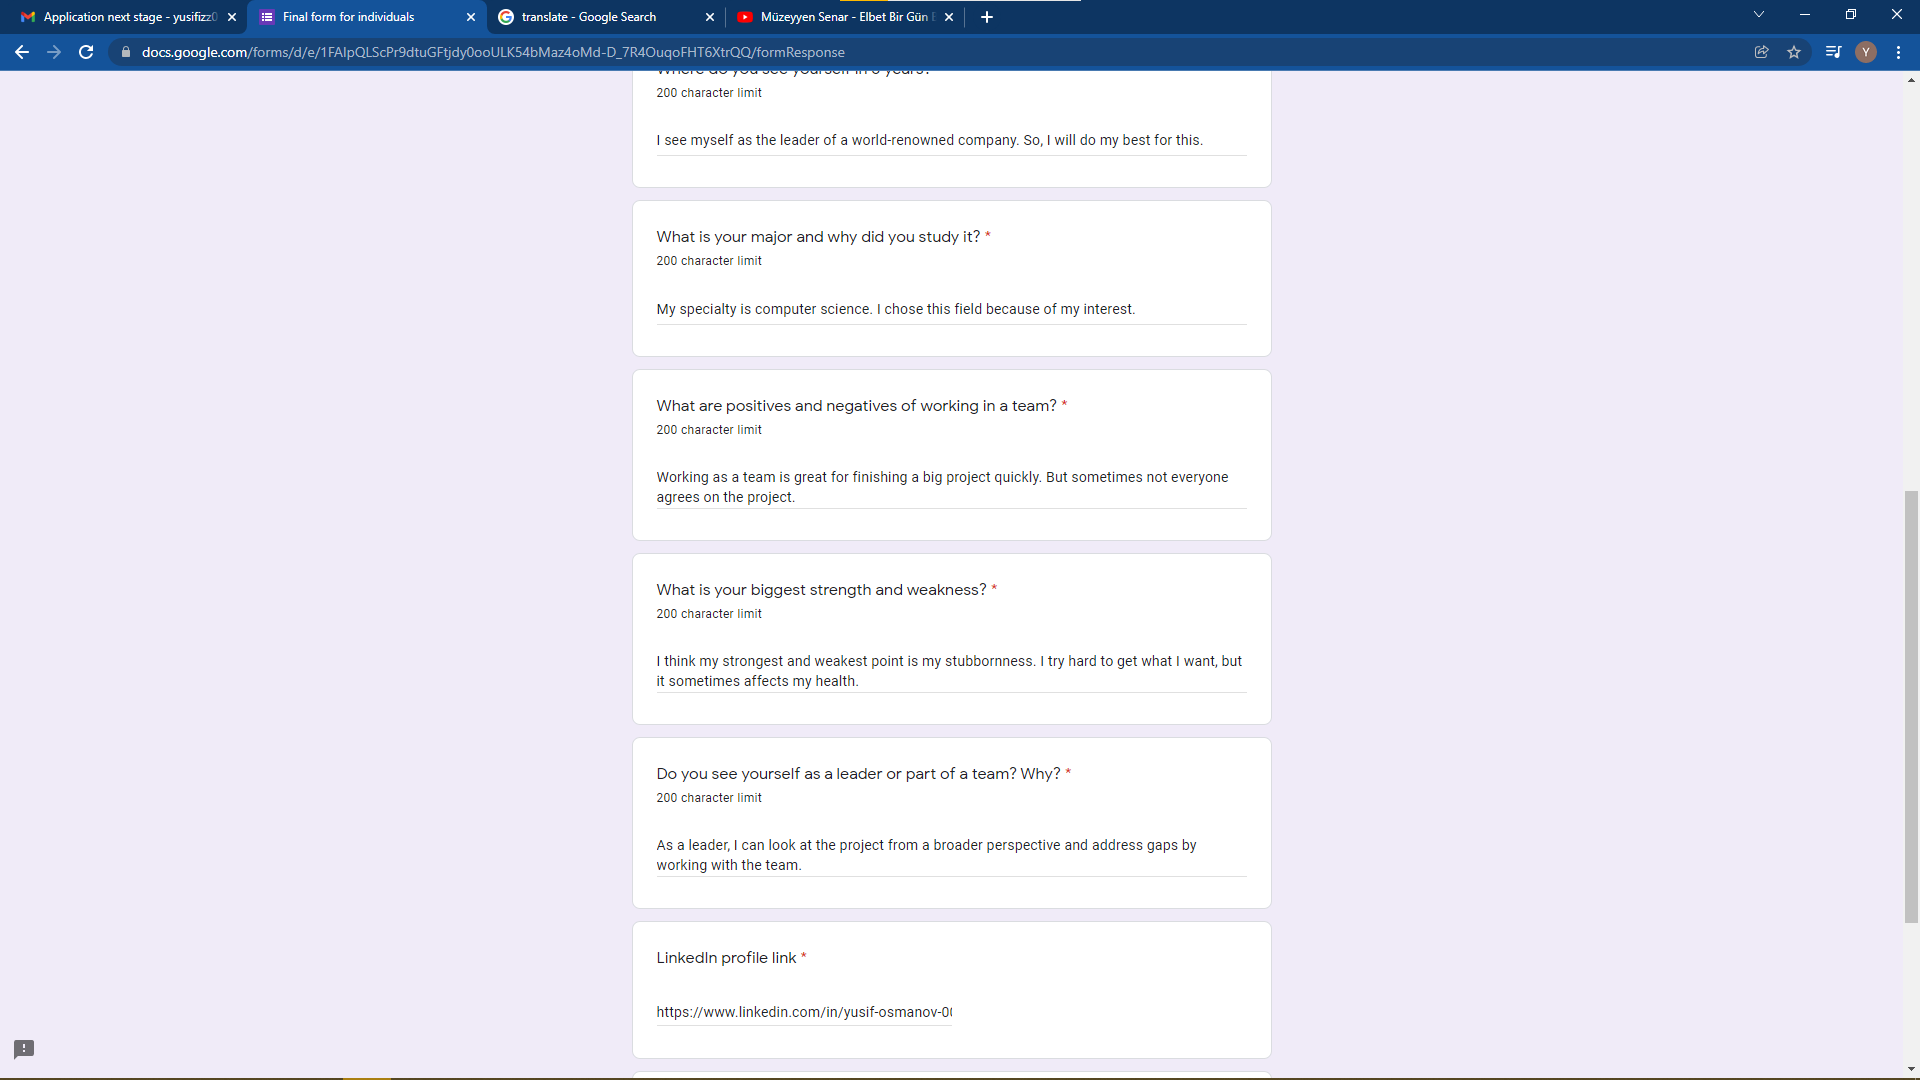 Application next stage - yusifizz0
Final form for individuals
translate - Google Search
Müzeyyen Senar - Elbet Bir Gün
docs.google.com/forms/d/e/1FAIpQLScPr9dtuGFtjdy0ooULK54bMaz4oMd-D_7R4OuqoFHT6XtrQQ/formResponse
Y
Where do you see yourself in 5 years?
200 character limit
I see myself as the leader of a world-renowned company. So, I will do my best for this.
What is your major and why did you study it? *
200 character limit
My specialty is computer science. I chose this field because of my interest.
What are positives and negatives of working in a team? *
200 character limit
Working as a team is great for finishing a big project quickly. But sometimes not everyone
agrees on the project.
What is your biggest strength and weakness? *
200 character limit
I think my strongest and weakest point is my stubbornness. I try hard to get what I want, but
it sometimes affects my health.
Do you see yourself as a leader or part of a team? Why? *
200 character limit
As a leader, I can look at the project from a broader perspective and address gaps by
working with the team.
LinkedIn profile link *
https://www.linkedin.com/in/yusif-osmanov-0